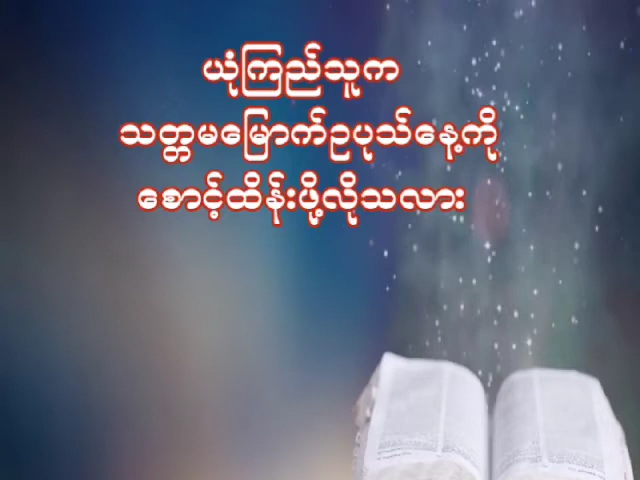 ယုံကြည်သူက
သတ္တမမြောက်ဥပုသ်နေ့ကို
စောင့်ထိန်းဖို့လိုသလား